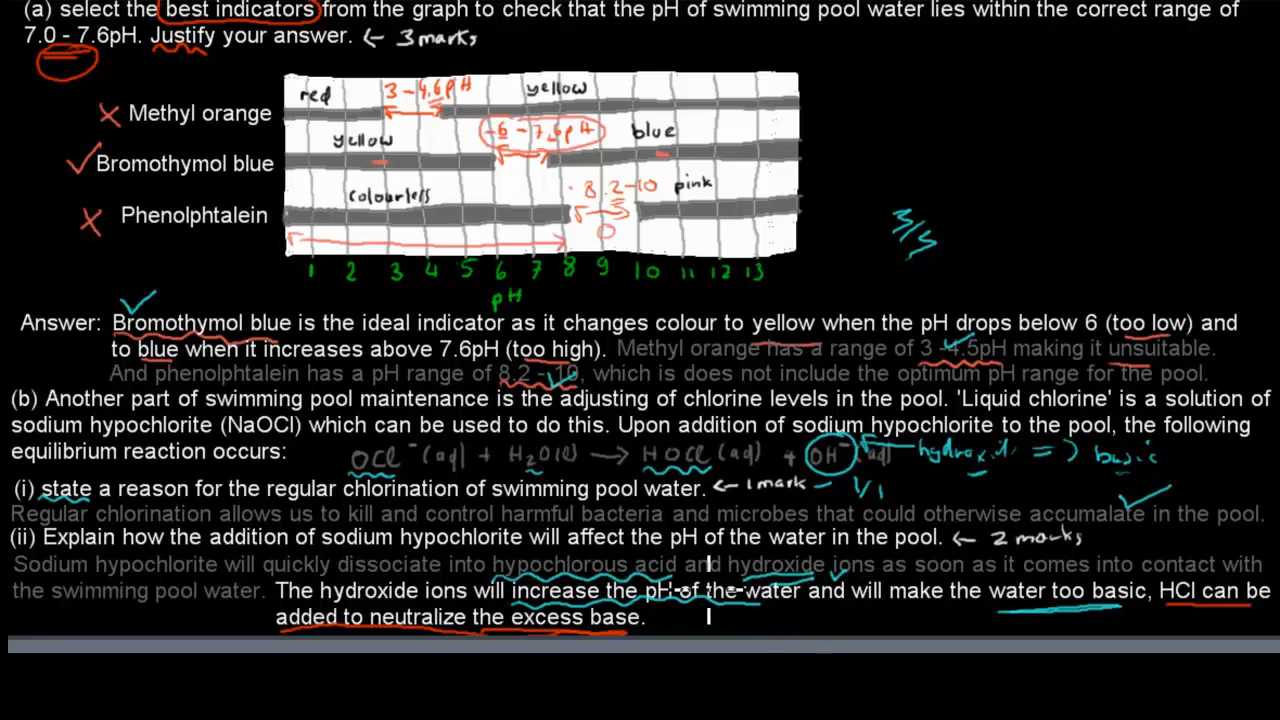 (a) select the best indicators from the graph to check that the pH of swimming pool water lies within the correct range of
7.0 - 7.6pH. Justify your answer. ← 3 marks
red 3 - 4.6pH yellow
Methyl orange
-6 - 7.6pH
yellow blue
Bromothymol blue
8.2-10 pink
colourless
Phenolphtalein
3/3
1 2 3 4 5 6 7 8 9 10 11 12 13
pH
Answer: Bromothymol blue is the ideal indicator as it changes colour to yellow when the pH drops below 6 (too low) and
to blue when it increases above 7.6pH (too high). Methyl orange has a range of 3 -4.5pH making it unsuitable.
And phenolphtalein has a pH range of 8.2 - 10, which is does not include the optimum pH range for the pool.
(b) Another part of swimming pool maintenance is the adjusting of chlorine levels in the pool. 'Liquid chlorine' is a solution of
sodium hypochlorite (NaOCl) which can be used to do this. Upon addition of sodium hypochlorite to the pool, the following
equilibrium reaction occurs: OCl⁻(aq) + H₂O(l) → HOCl(aq) + OH⁻(aq) ← hydroxide => basic
(i) state a reason for the regular chlorination of swimming pool water. ← 1 mark - 1/1
Regular chlorination allows us to kill and control harmful bacteria and microbes that could otherwise accumalate in the pool.
(ii) Explain how the addition of sodium hypochlorite will affect the pH of the water in the pool. ← 2 marks
Sodium hypochlorite will quickly dissociate into hypochlorous acid and hydroxide ions as soon as it comes into contact with
the swimming pool water. The hydroxide ions will increase the pH of the water and will make the water too basic, HCl can be
added to neutralize the excess base.